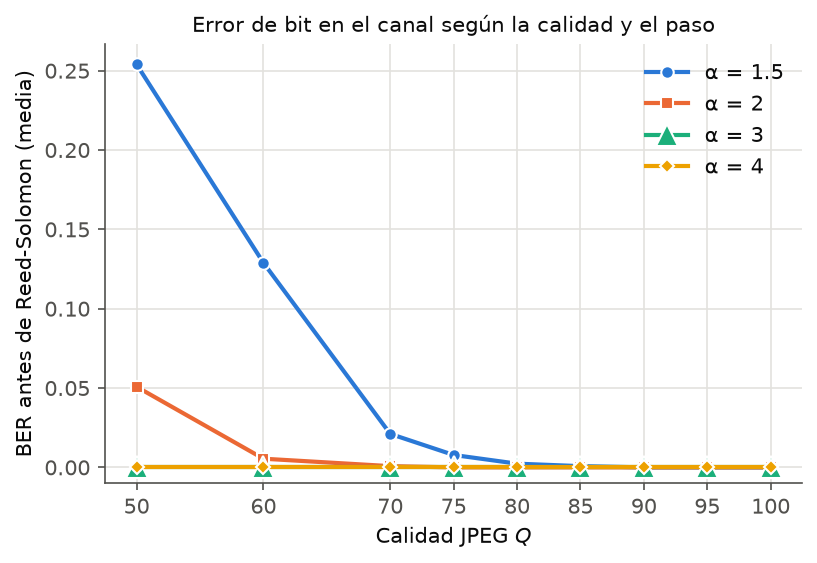 Error de bit en el canal según la calidad y el paso
BER antes de Reed-Solomon (media)
0.25
0.20
0.15
0.10
0.05
0.00
α = 1.5
α = 2
α = 3
α = 4
50 60 70 75 80 85 90 95 100
Calidad JPEG Q